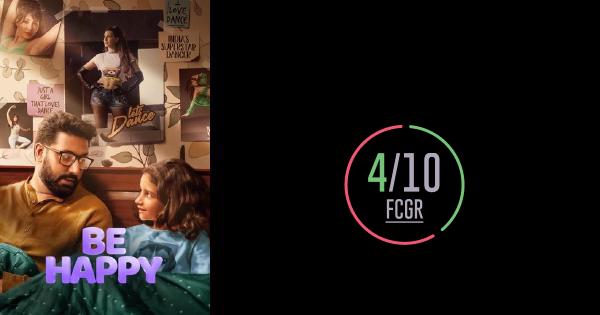 I
LOVE
DANCE
INDIA'S
SUPERSTAR
DANCER
JUST A
GIRL
THAT LOVES
DANCE
let's
Dance
BE
HAPPY
4/10
FCGR